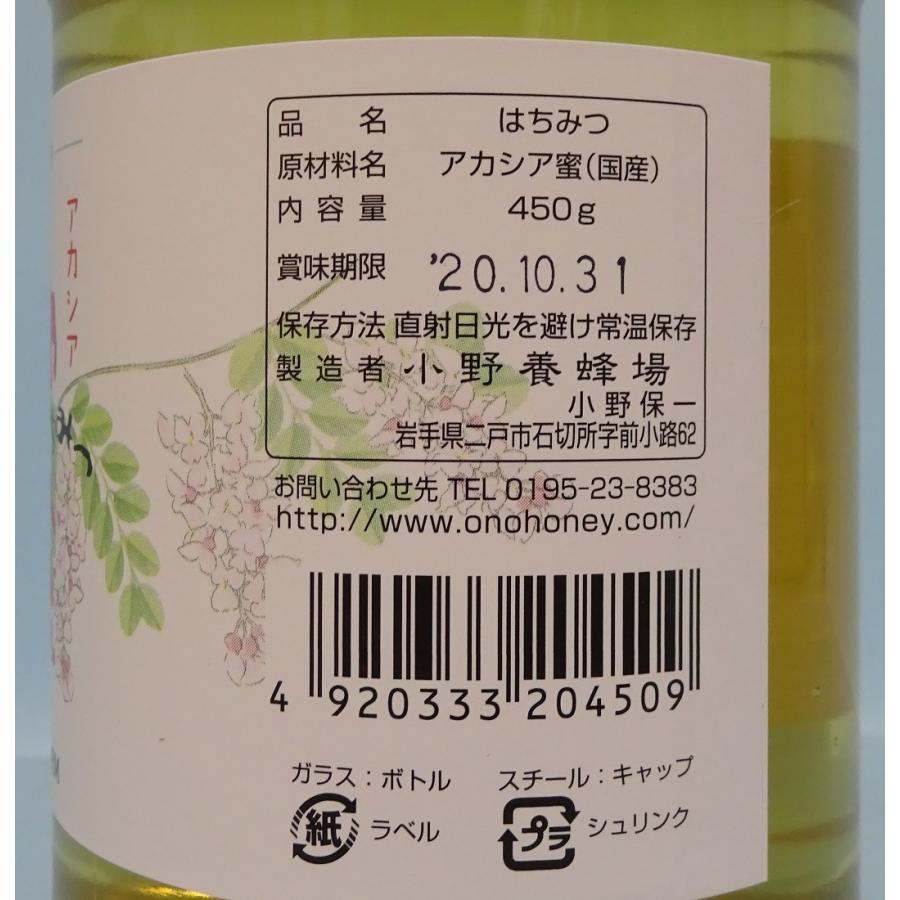 品名 はちみつ
原材料名 アカシア蜜(国産)
内容量 450g
賞味期限 '20.10.31
保存方法 直射日光を避け常温保存
製造者 小野養蜂場
小野保一
岩手県二戸市石切所字前小路62
お問い合わせ先 TEL 0195-23-8383
http://www.onohoney.com/
4 920333 204509
ガラス：ボトル スチール：キャップ
紙 ラベル プラ シュリンク
アカシア